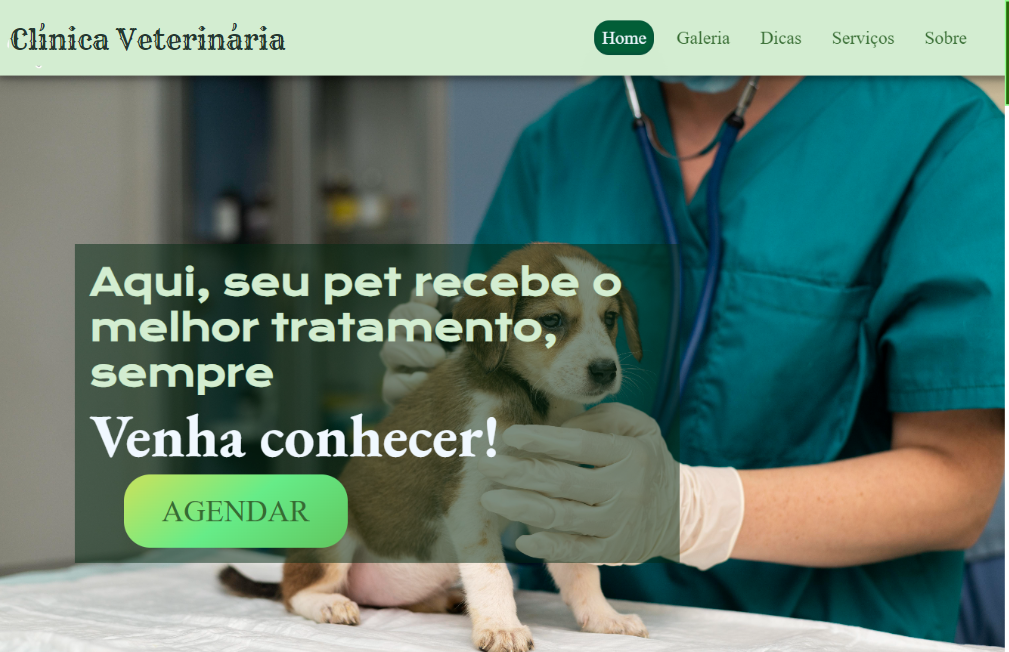 Clínica Veterinária
Home Galeria Dicas Serviços Sobre
Aqui, seu pet recebe o
melhor tratamento,
sempre
Venha conhecer!
AGENDAR